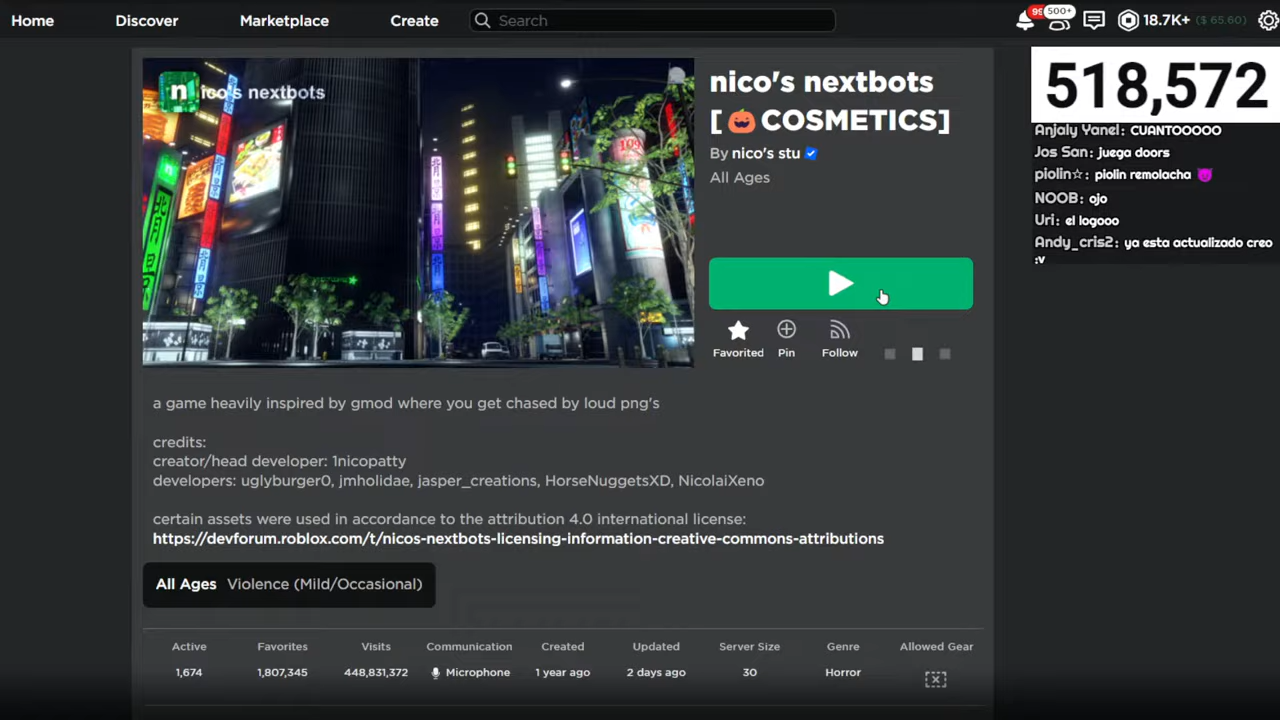 Home Discover Marketplace Create Search 99 500+ 18.7K+ ($ 65.60)
nico's nextbots
nico's nextbots
[🎃COSMETICS]
By nico's stu
All Ages
109
Favorited Pin Follow
518,572
Anjaly Yanel: CUANTOOOOO
Jos San: juega doors
piolin☆: piolin remolacha 😈
NOOB: ojo
Uri: el logooo
Andy_cris2: ya esta actualizado creo
:v
a game heavily inspired by gmod where you get chased by loud png's
credits:
creator/head developer: 1nicopatty
developers: uglyburger0, jmholidae, jasper_creations, HorseNuggetsXD, NicolaiXeno
certain assets were used in accordance to the attribution 4.0 international license:
https://devforum.roblox.com/t/nicos-nextbots-licensing-information-creative-commons-attributions
All Ages Violence (Mild/Occasional)
Active Favorites Visits Communication Created Updated Server Size Genre Allowed Gear
1,674 1,807,345 448,831,372 Microphone 1 year ago 2 days ago 30 Horror